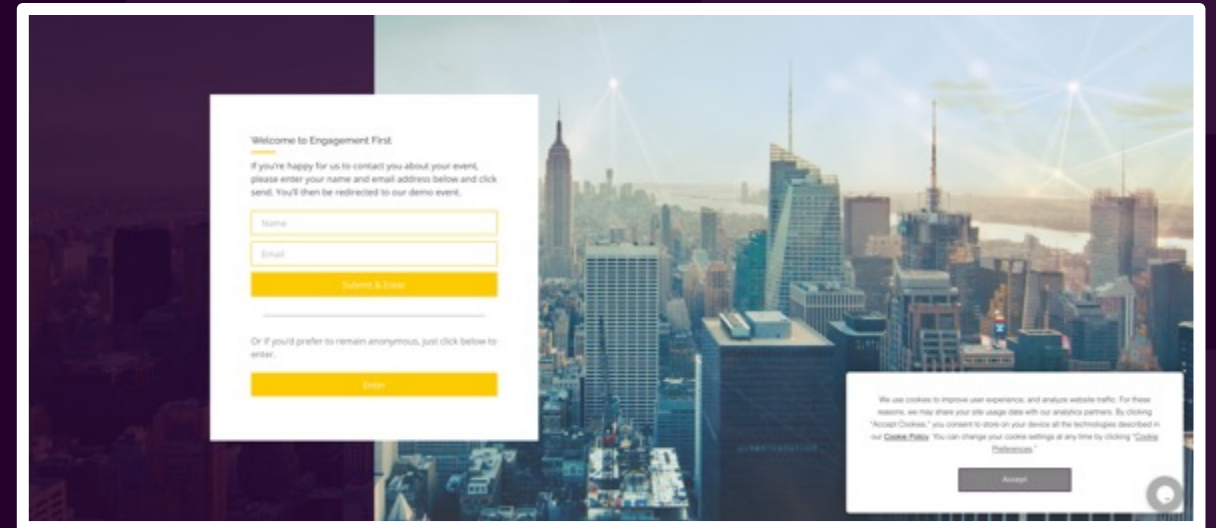 Welcome to Engagement First
If you're happy for us to contact you about your event,
please enter your name and email address below and click
send. You'll then be redirected to our demo event.
Name
Email
Submit & Enter
Or if you'd prefer to remain anonymous, just click below to
enter.
Enter
We use cookies to improve user experience, and analyze website traffic. For these
reasons, we may share your site usage data with our analytics partners. By clicking
"Accept Cookies," you consent to store on your device all the technologies described in
our Cookie Policy. You can change your cookie settings at any time by clicking "Cookie
Preferences."
Accept